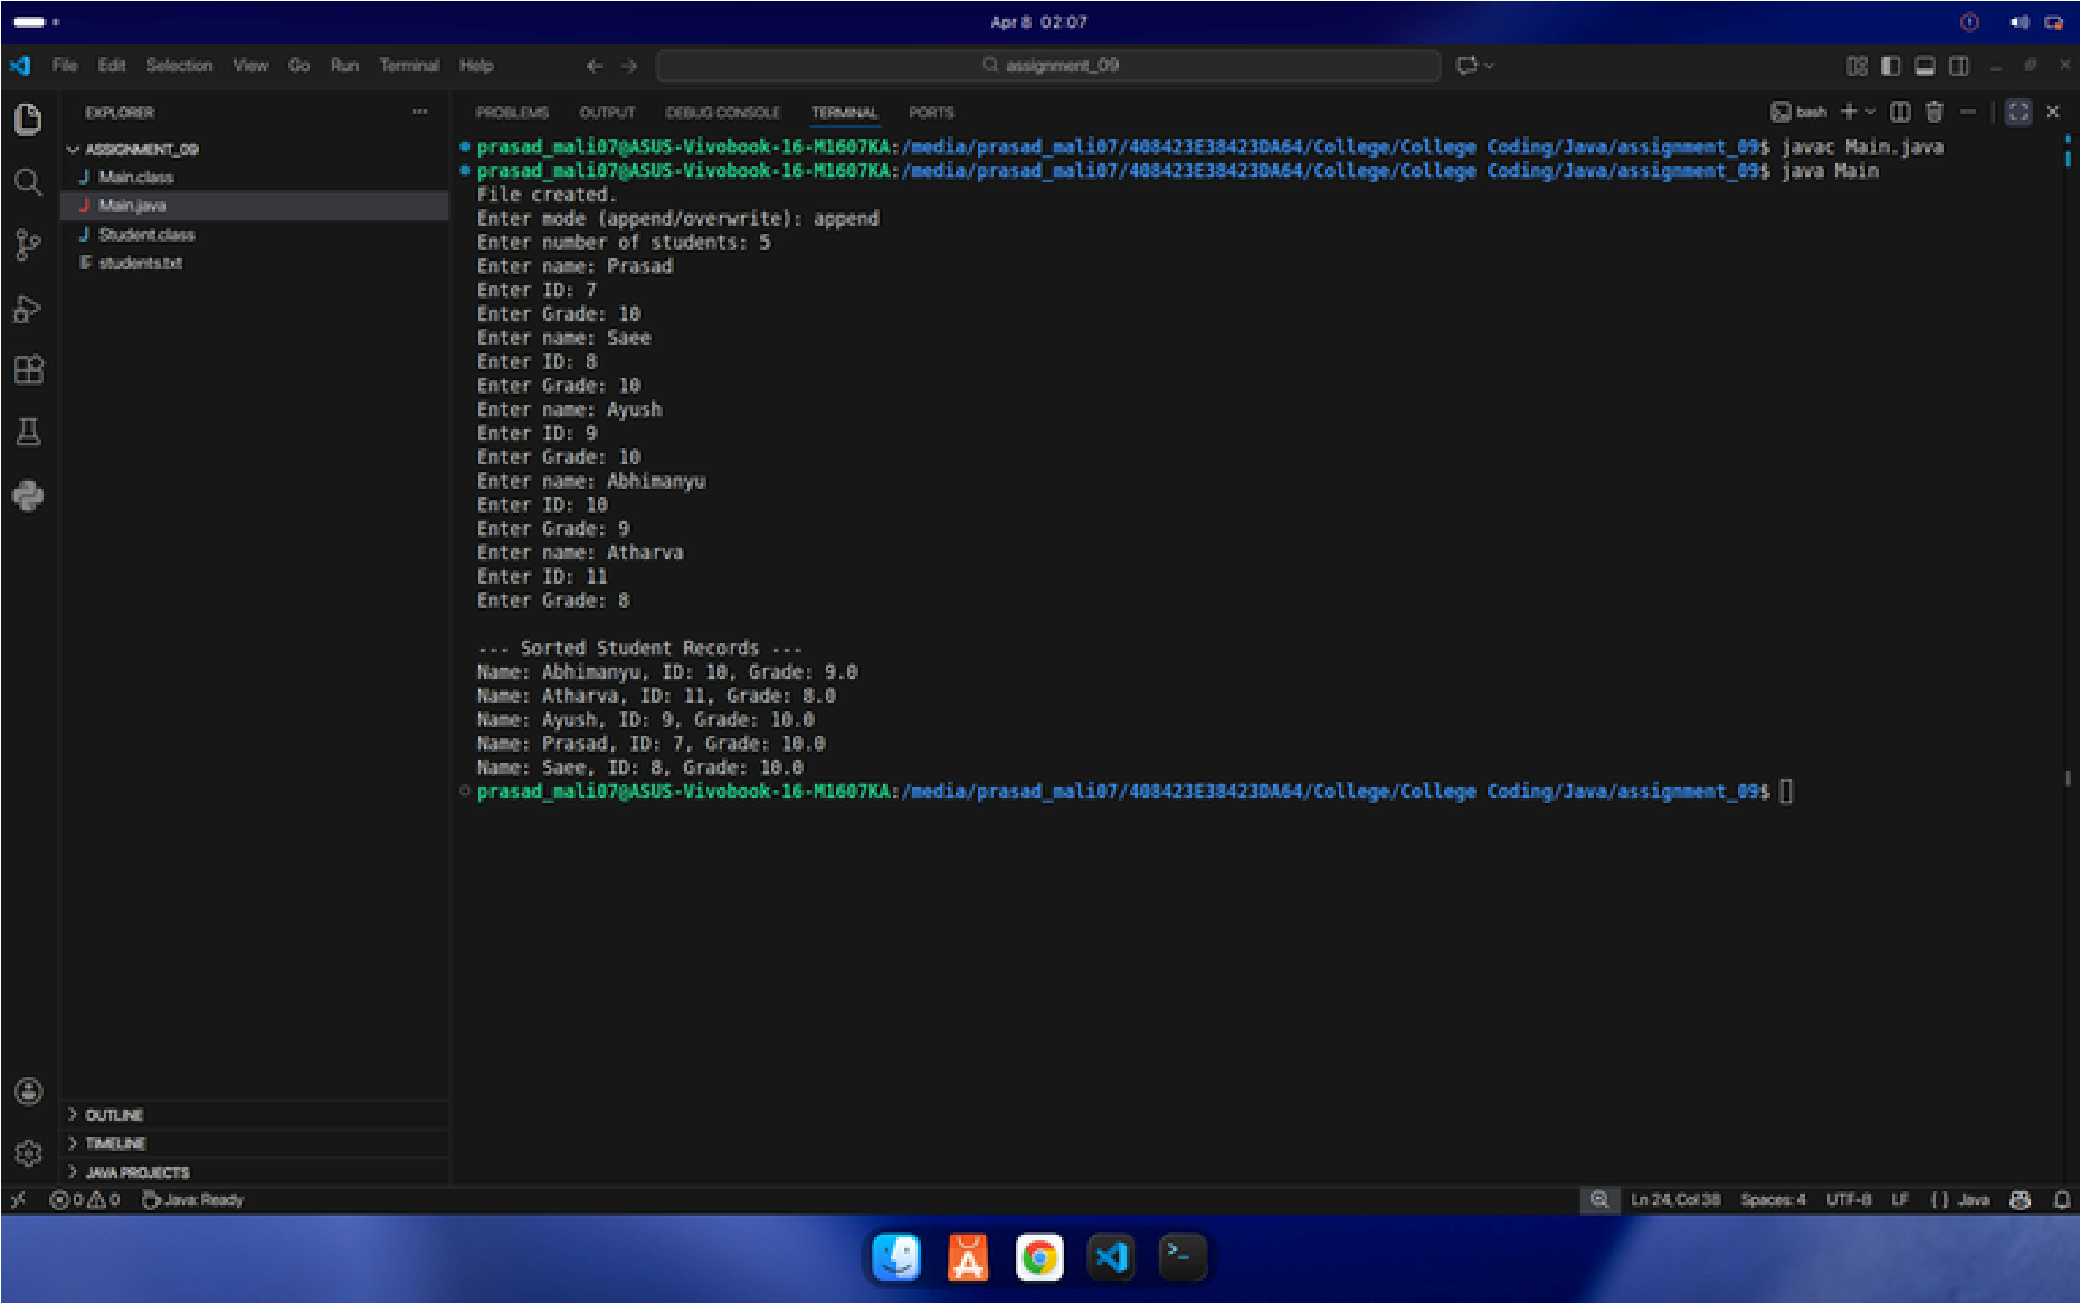 Apr 8 02:07
File Edit Selection View Go Run Terminal Help
assignment_09
EXPLORER
ASSIGNMENT_09
Main.class
Main.java
Student.class
students.txt
OUTLINE
TIMELINE
JAVA PROJECTS
PROBLEMS OUTPUT DEBUG CONSOLE TERMINAL PORTS
bash
prasad_mali07@ASUS-Vivobook-16-M1607KA:/media/prasad_mali07/408423E38423DA64/College/College Coding/Java/assignment_09$ javac Main.java
prasad_mali07@ASUS-Vivobook-16-M1607KA:/media/prasad_mali07/408423E38423DA64/College/College Coding/Java/assignment_09$ java Main
File created.
Enter mode (append/overwrite): append
Enter number of students: 5
Enter name: Prasad
Enter ID: 7
Enter Grade: 10
Enter name: Saee
Enter ID: 8
Enter Grade: 10
Enter name: Ayush
Enter ID: 9
Enter Grade: 10
Enter name: Abhimanyu
Enter ID: 10
Enter Grade: 9
Enter name: Atharva
Enter ID: 11
Enter Grade: 8
--- Sorted Student Records ---
Name: Abhimanyu, ID: 10, Grade: 9.0
Name: Atharva, ID: 11, Grade: 8.0
Name: Ayush, ID: 9, Grade: 10.0
Name: Prasad, ID: 7, Grade: 10.0
Name: Saee, ID: 8, Grade: 10.0
prasad_mali07@ASUS-Vivobook-16-M1607KA:/media/prasad_mali07/408423E38423DA64/College/College Coding/Java/assignment_09$
0 0 Java: Ready
Ln 24, Col 38 Spaces: 4 UTF-8 LF {} Java